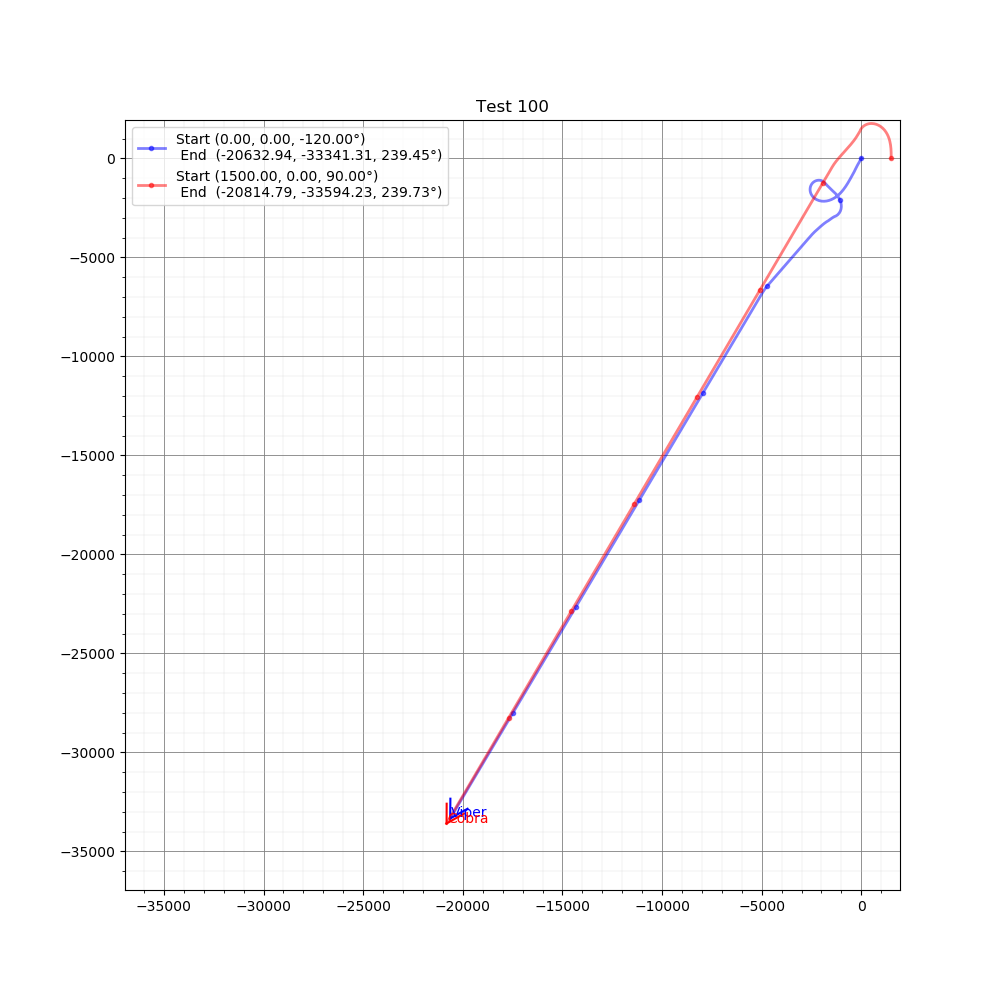 Test 100
Start (0.00, 0.00, -120.00°)
End (-20632.94, -33341.31, 239.45°)
Start (1500.00, 0.00, 90.00°)
End (-20814.79, -33594.23, 239.73°)
0
−5000
−10000
−15000
−20000
−25000
−30000
−35000
Viper
Cobra
−35000 −30000 −25000 −20000 −15000 −10000 −5000 0